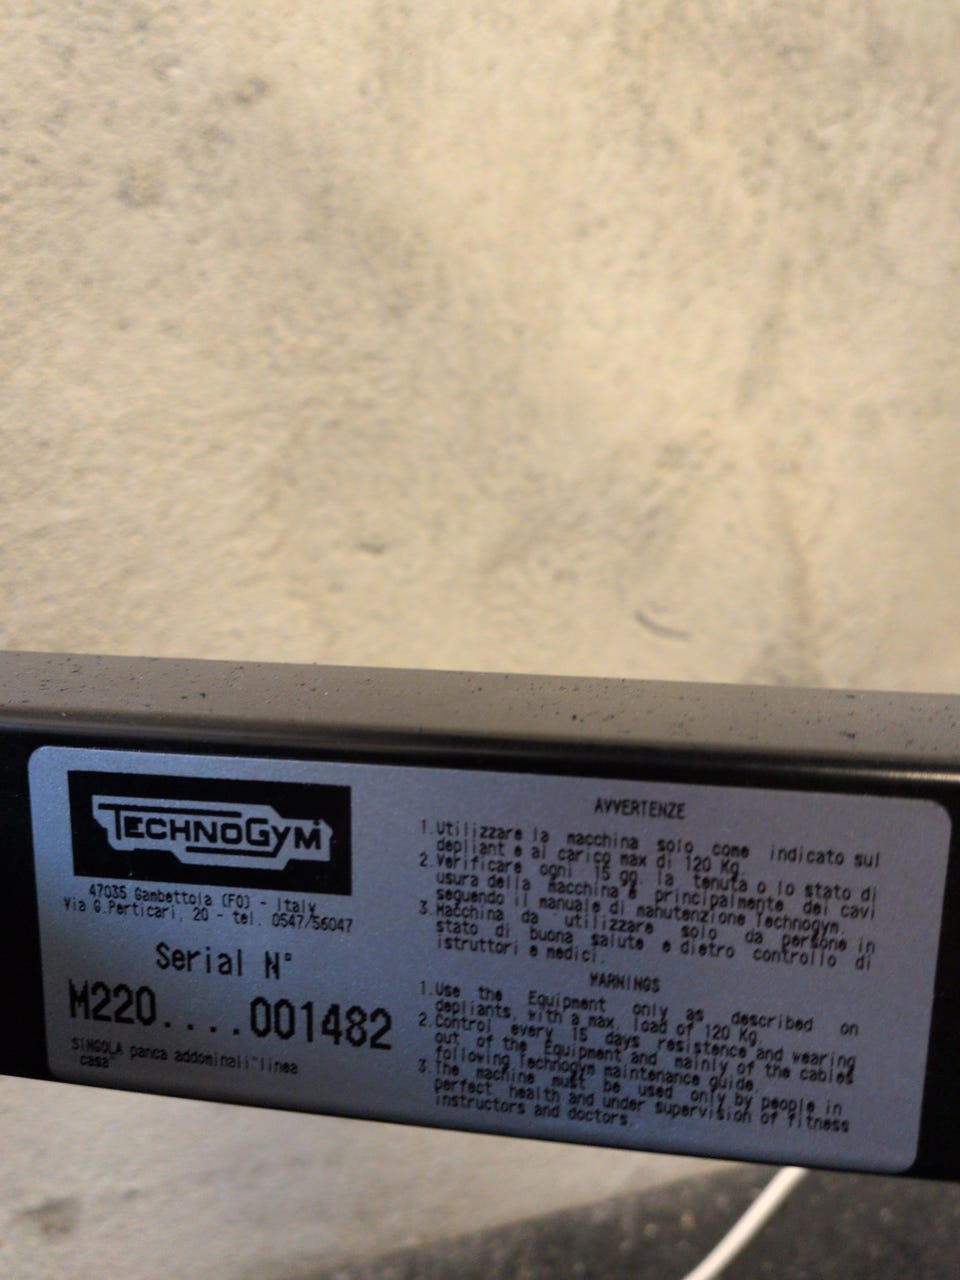 TECHNOGYM
47035 Gambettola (FO) - Italy
Via G.Perticari, 20 - tel. 0547/56047
Serial N°
M220....001482
SINGOLA panca addominali"linea
casa"
AVVERTENZE
1.Utilizzare la macchina solo come indicato sul
depliant e al carico max di 120 Kg.
2.Verificare ogni 15 gg. la tenuta o lo stato di
usura della macchina e principalmente dei cavi
seguendo il manuale di manutenzione Technogym.
3.Macchina da utilizzare solo da persone in
stato di buona salute e dietro controllo di
istruttori e medici.
WARNINGS
1.Use the Equipment only as described on
depliants, with a max. load of 120 Kg.
2.Control every 15 days resistence and wearing
out of the Equipment and mainly of the cables
following Technogym maintenance guide.
3.The machine must be used only by people in
perfect health and under supervision of fitness
instructors and doctors.